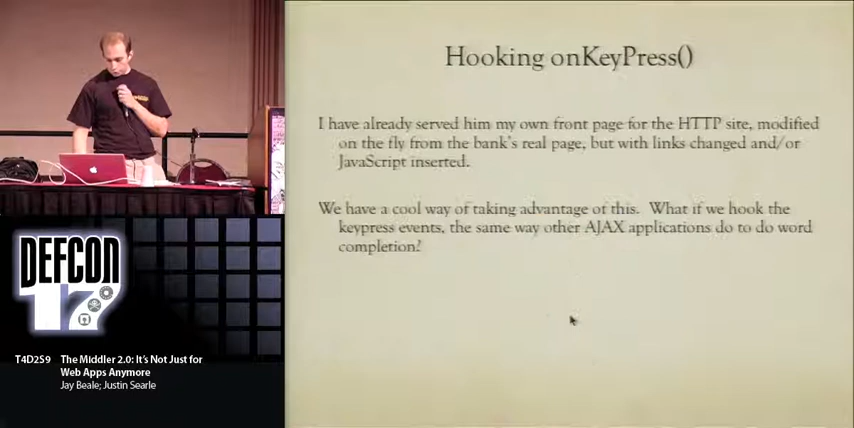 Hooking onKeyPress()
I have already served him my own front page for the HTTP site, modified
on the fly from the bank's real page, but with links changed and/or
JavaScript inserted.
We have a cool way of taking advantage of this.  What if we hook the
keypress events, the same way other AJAX applications do to do word
completion?
DEFCON
17
T4D2S9 The Middler 2.0: It's Not Just for
Web Apps Anymore
Jay Beale; Justin Searle